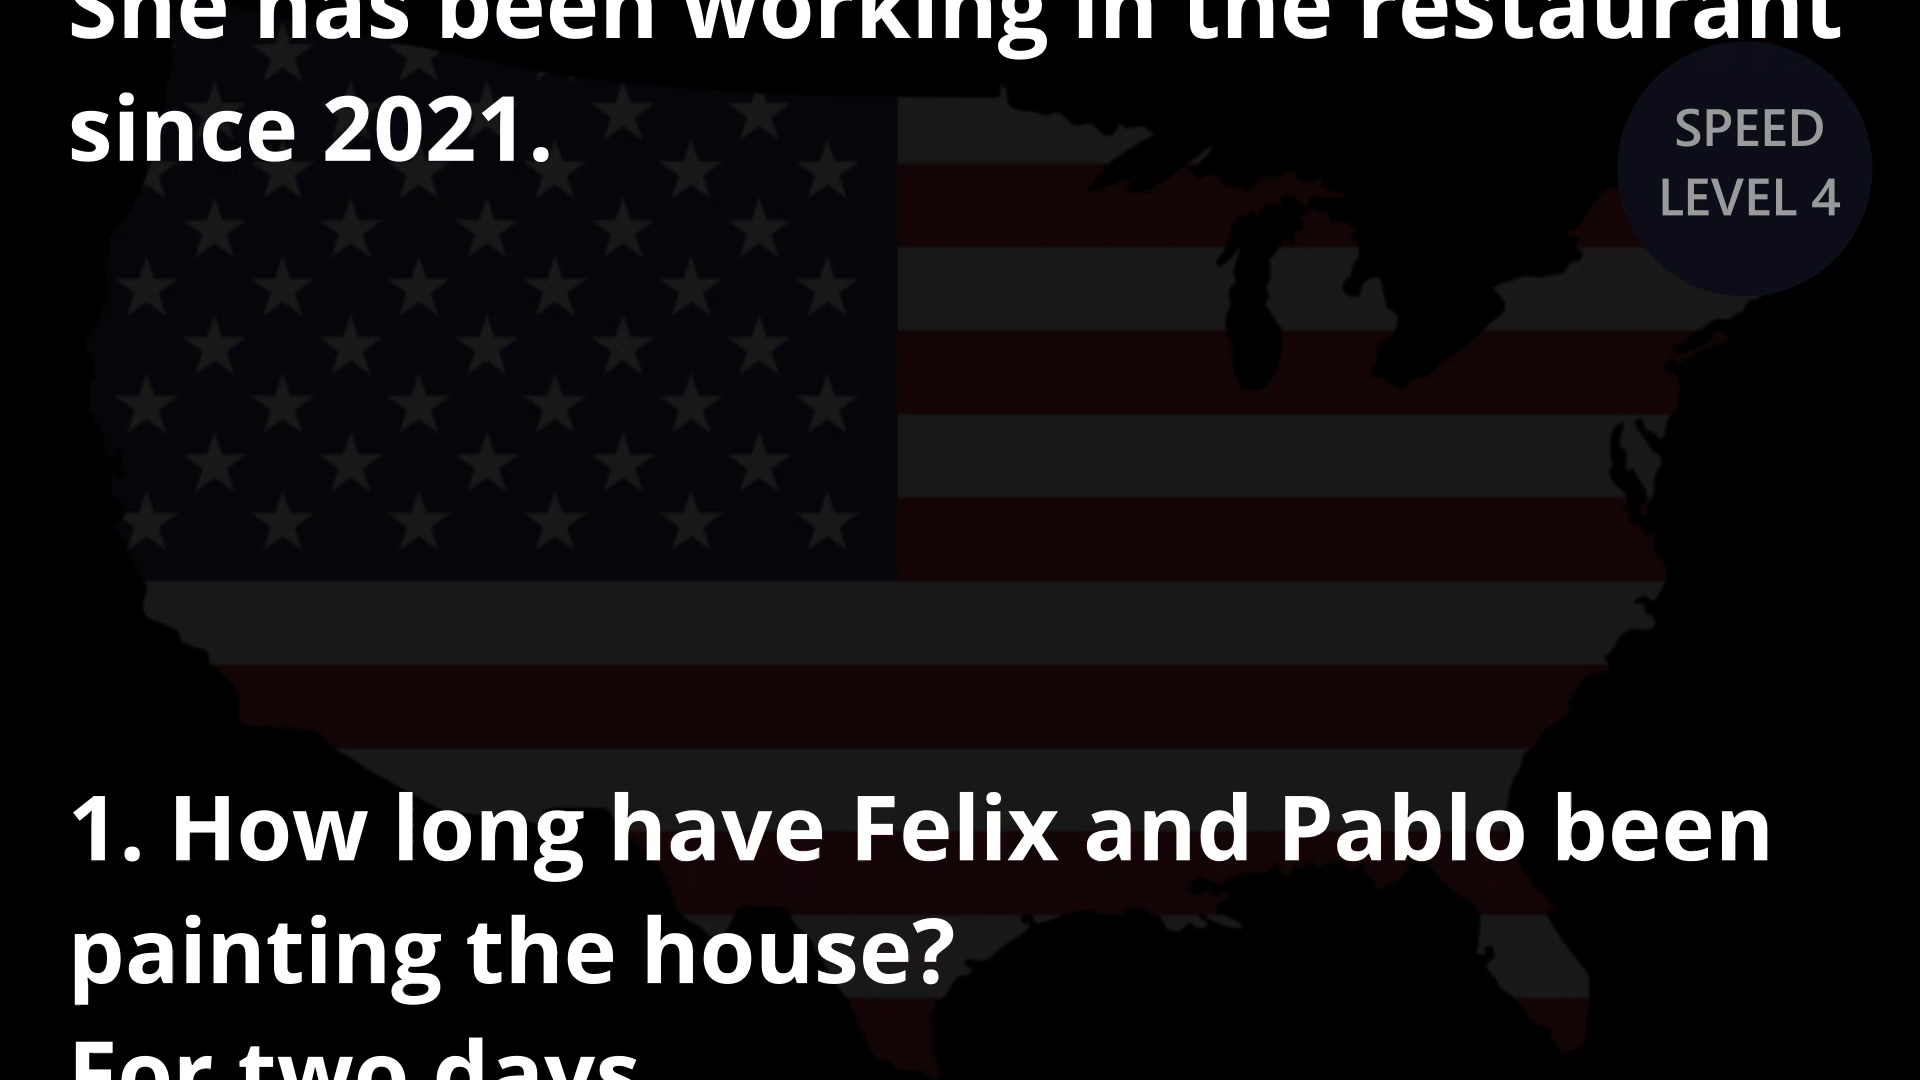 She has been working in the restaurant
since 2021.
SPEED
LEVEL 4
1. How long have Felix and Pablo been
painting the house?
For two days